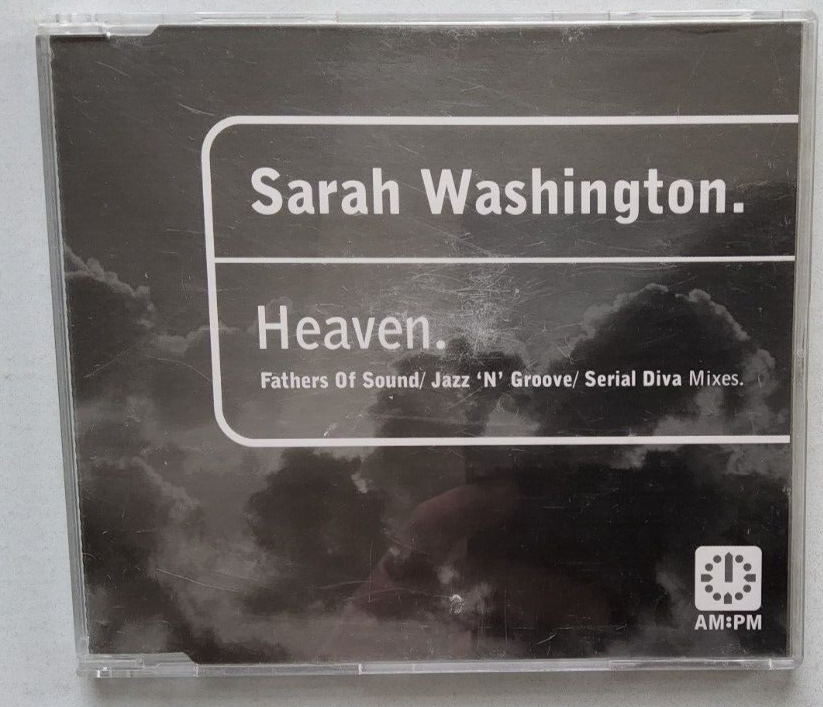 Sarah Washington.
Heaven.
Fathers Of Sound/ Jazz ‘N’ Groove/ Serial Diva Mixes.
AM:PM